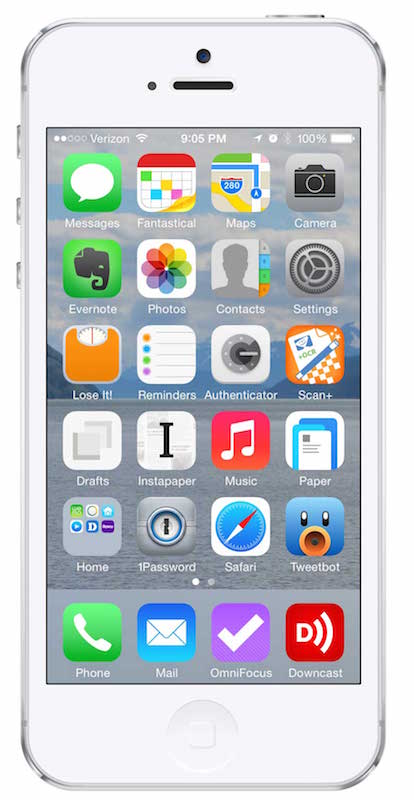 Verizon 9:05 PM 100%
280
Messages Fantastical Maps Camera
Evernote Photos Contacts Settings
+OCR
Lose It! Reminders Authenticator Scan+
I
Drafts Instapaper Music Paper
Home 1Password Safari Tweetbot
D
Phone Mail OmniFocus Downcast